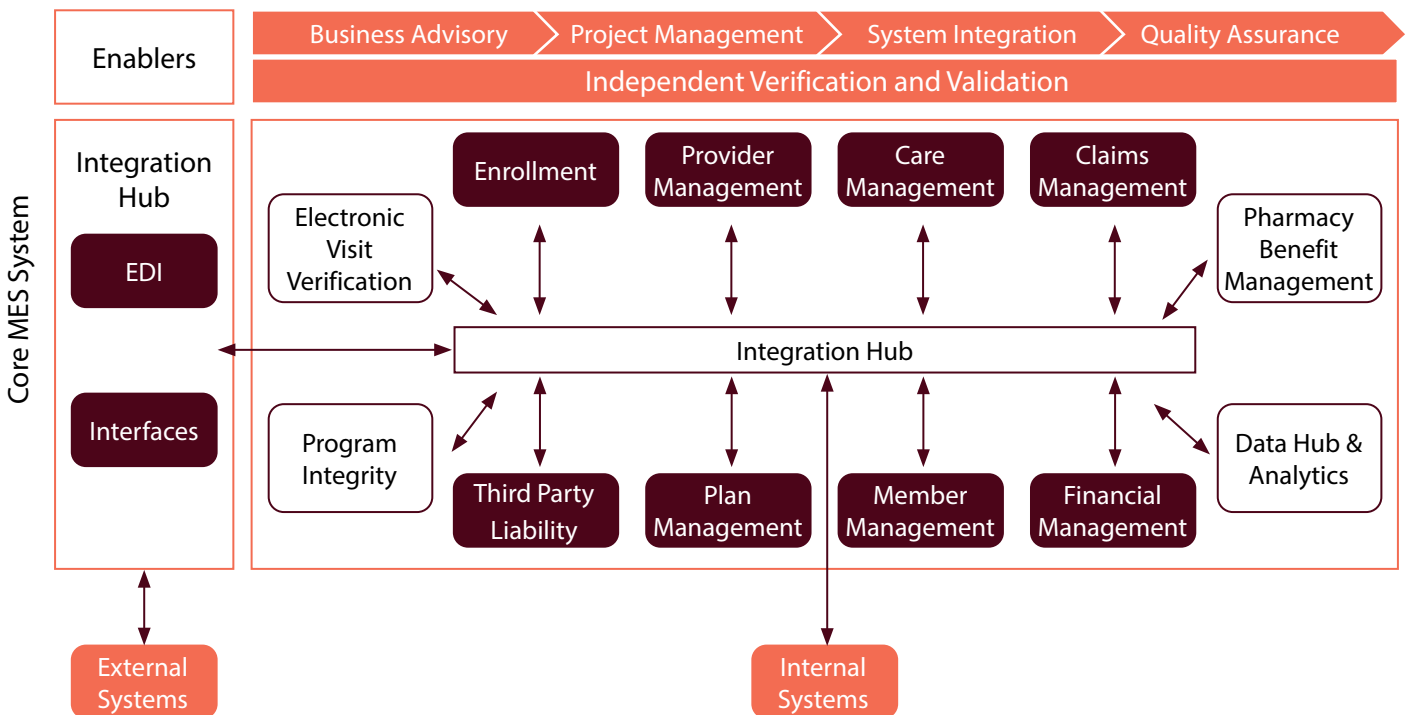 Enablers
Business Advisory
Project Management
System Integration
Quality Assurance
Independent Verification and Validation
Core MES System
Integration
Hub
EDI
Interfaces
Enrollment
Provider
Management
Care
Management
Claims
Management
Electronic
Visit
Verification
Pharmacy
Benefit
Management
Integration Hub
Program
Integrity
Data Hub &
Analytics
Third Party
Liability
Plan
Management
Member
Management
Financial
Management
External
Systems
Internal
Systems